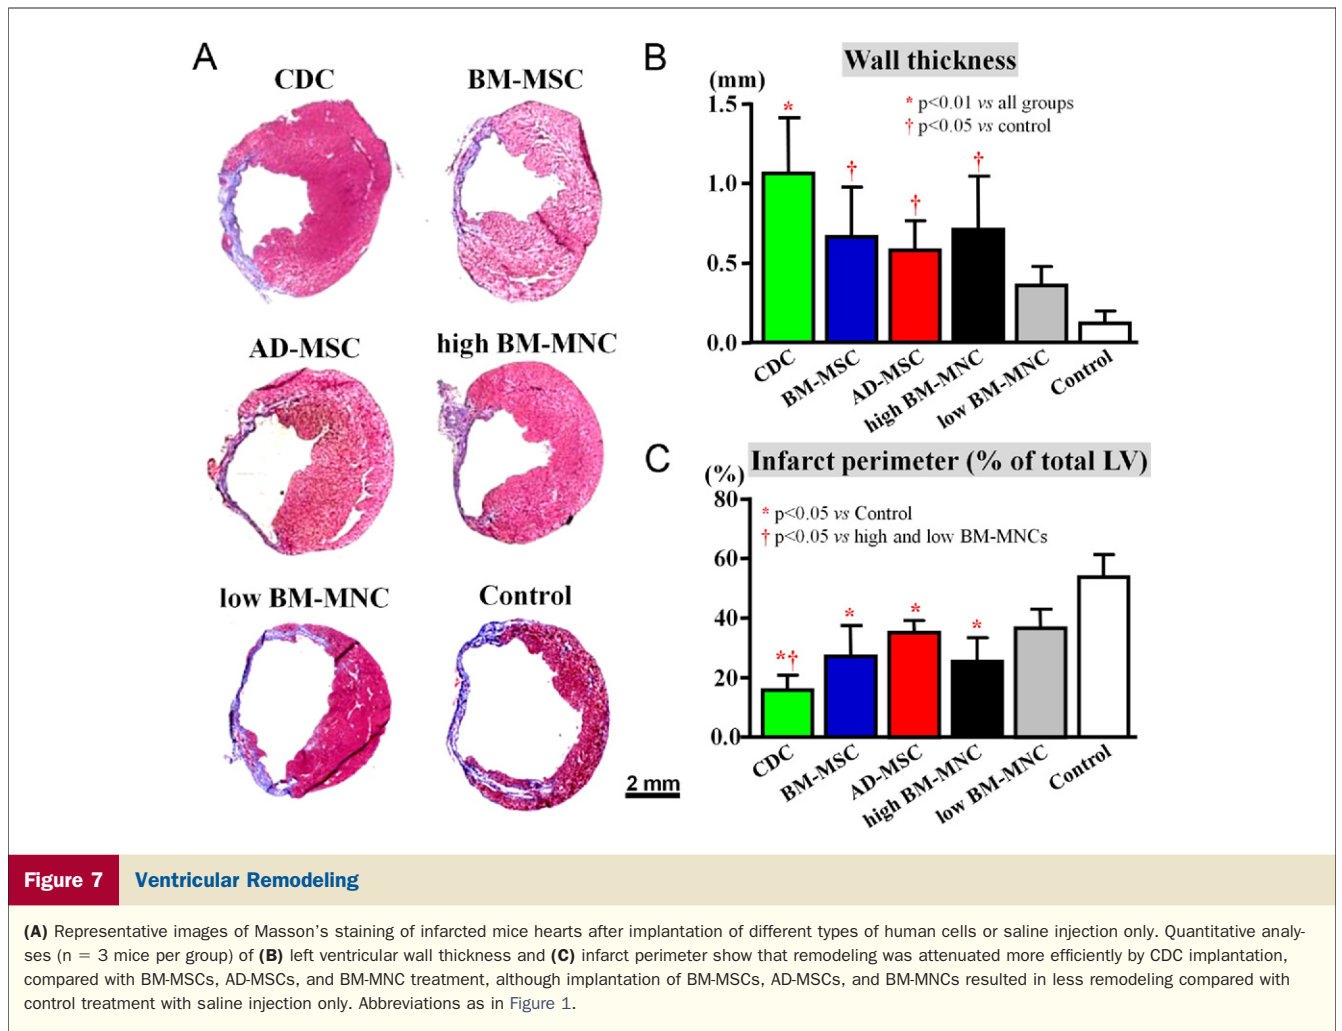 A
CDC
BM-MSC
AD-MSC
high BM-MNC
low BM-MNC
Control
2 mm
B
Wall thickness
(mm)
* p<0.01 vs all groups
† p<0.05 vs control
1.5
1.0
0.5
0.0
*
†
†
†
CDC
BM-MSC
AD-MSC
high BM-MNC
low BM-MNC
Control
C
Infarct perimeter (% of total LV)
(%)
* p<0.05 vs Control
† p<0.05 vs high and low BM-MNCs
80
60
40
20
0.0
*†
*
*
*
CDC
BM-MSC
AD-MSC
high BM-MNC
low BM-MNC
Control
Figure 7
Ventricular Remodeling
(A) Representative images of Masson's staining of infarcted mice hearts after implantation of different types of human cells or saline injection only. Quantitative analy-
ses (n = 3 mice per group) of (B) left ventricular wall thickness and (C) infarct perimeter show that remodeling was attenuated more efficiently by CDC implantation,
compared with BM-MSCs, AD-MSCs, and BM-MNC treatment, although implantation of BM-MSCs, AD-MSCs, and BM-MNCs resulted in less remodeling compared with
control treatment with saline injection only. Abbreviations as in Figure 1.